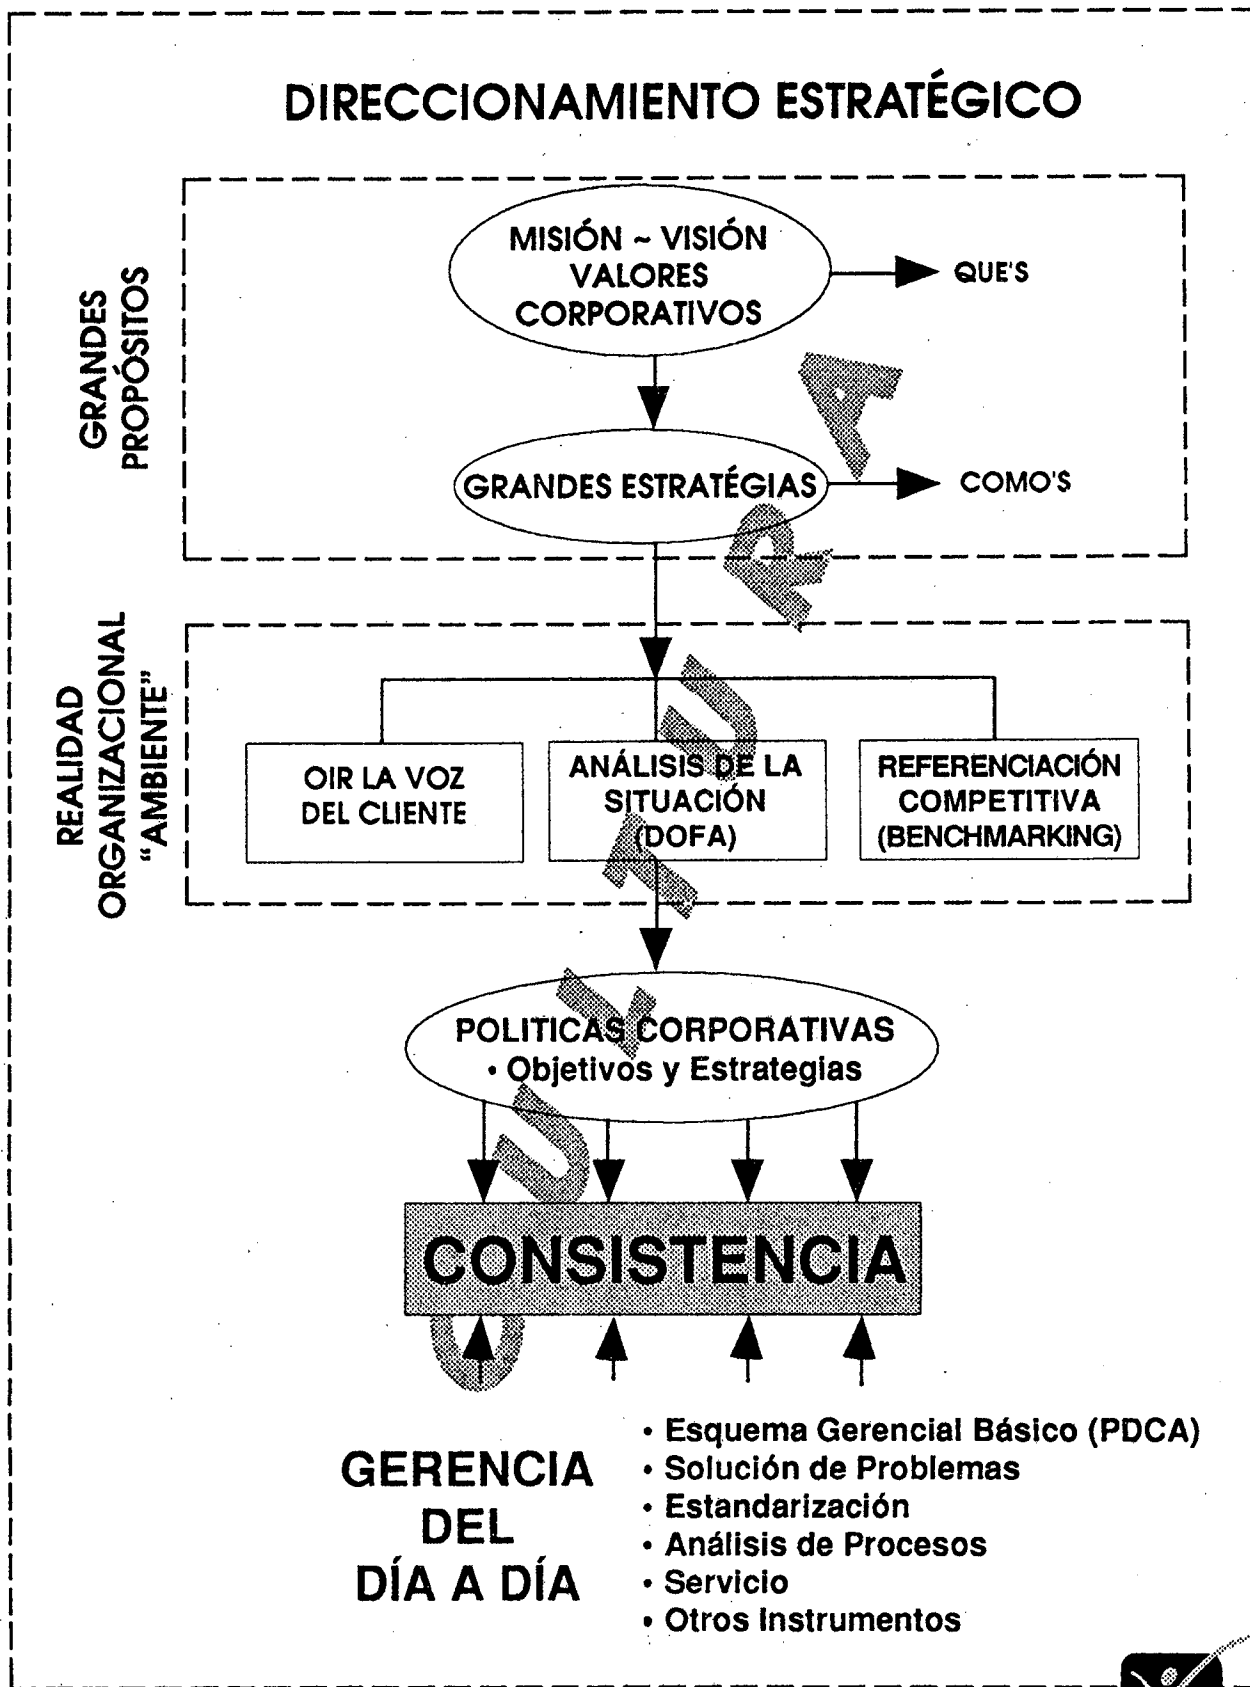 DIRECCIONAMIENTO ESTRATÉGICO
GRANDES
PROPÓSITOS
MISIÓN ~ VISIÓN
VALORES
CORPORATIVOS
QUE'S
GRANDES ESTRATÉGIAS
COMO'S
REALIDAD
ORGANIZACIONAL
“AMBIENTE”
OIR LA VOZ
DEL CLIENTE
ANÁLISIS DE LA
SITUACIÓN
(DOFA)
REFERENCIACIÓN
COMPETITIVA
(BENCHMARKING)
POLITICAS CORPORATIVAS
• Objetivos y Estrategias
CONSISTENCIA
GERENCIA
DEL
DÍA A DÍA
• Esquema Gerencial Básico (PDCA)
• Solución de Problemas
• Estandarización
• Análisis de Procesos
• Servicio
• Otros Instrumentos
CULTURA